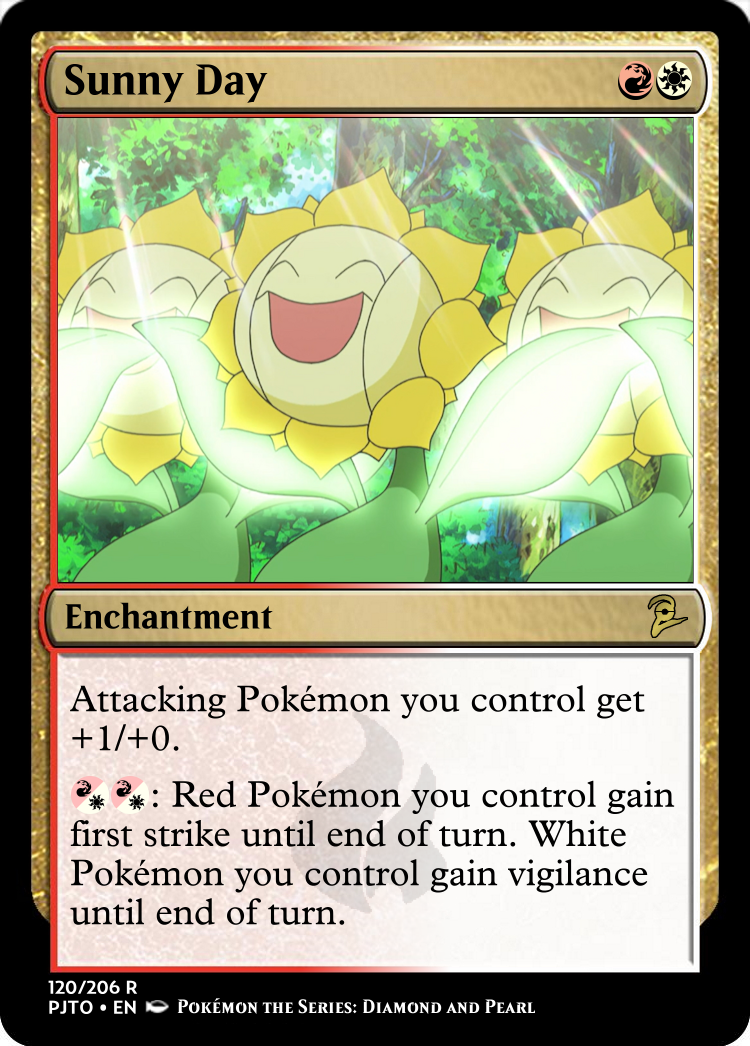 Sunny Day
Enchantment
Attacking Pokémon you control get
+1/+0.
: Red Pokémon you control gain
first strike until end of turn. White
Pokémon you control gain vigilance
until end of turn.
120/206 R
PJTO • EN Pokémon the Series: Diamond and Pearl